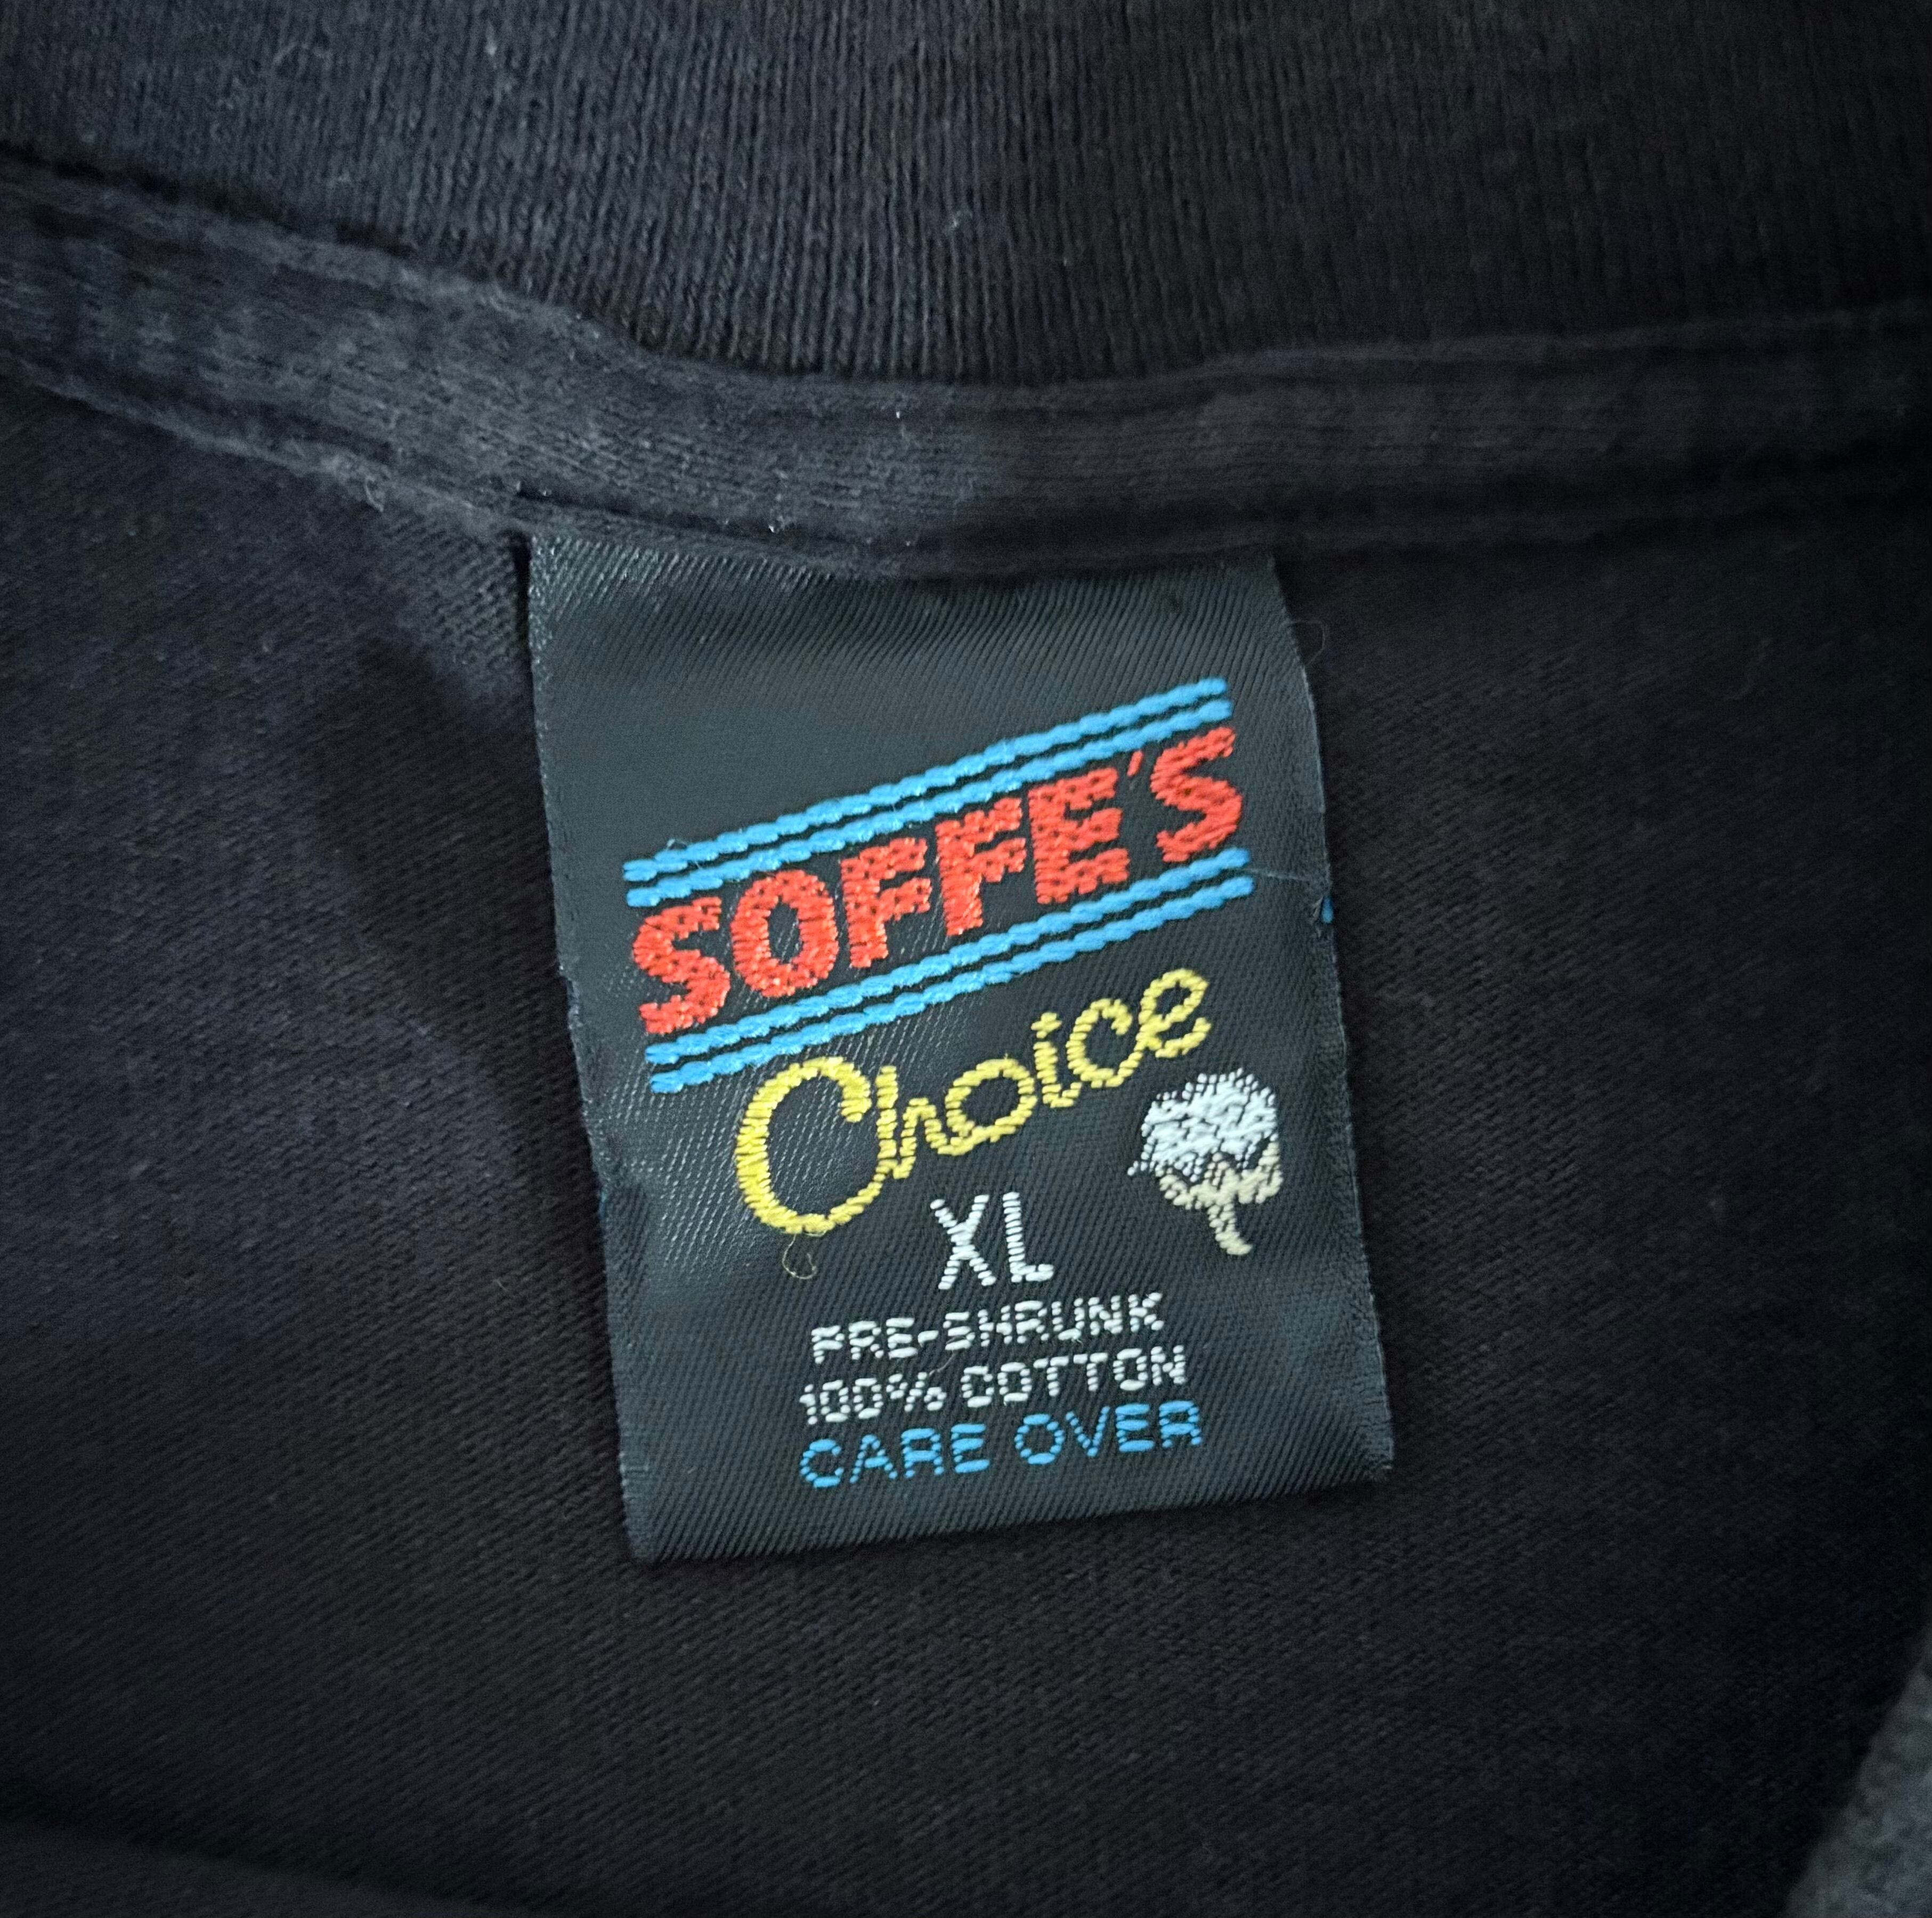 SOFFE'S
Choice
XL
PRE-SHRUNK
100% COTTON
CARE OVER